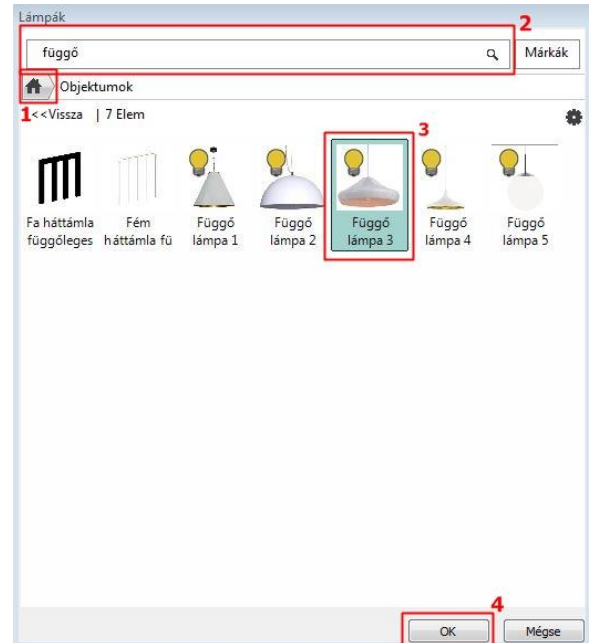 Lámpák
2
függő
Márkák
Objektumok
1
<<Vissza | 7 Elem
3
Fa háttámla függőleges
Fém háttámla fü
Függő lámpa 1
Függő lámpa 2
Függő lámpa 3
Függő lámpa 4
Függő lámpa 5
4
OK
Mégse